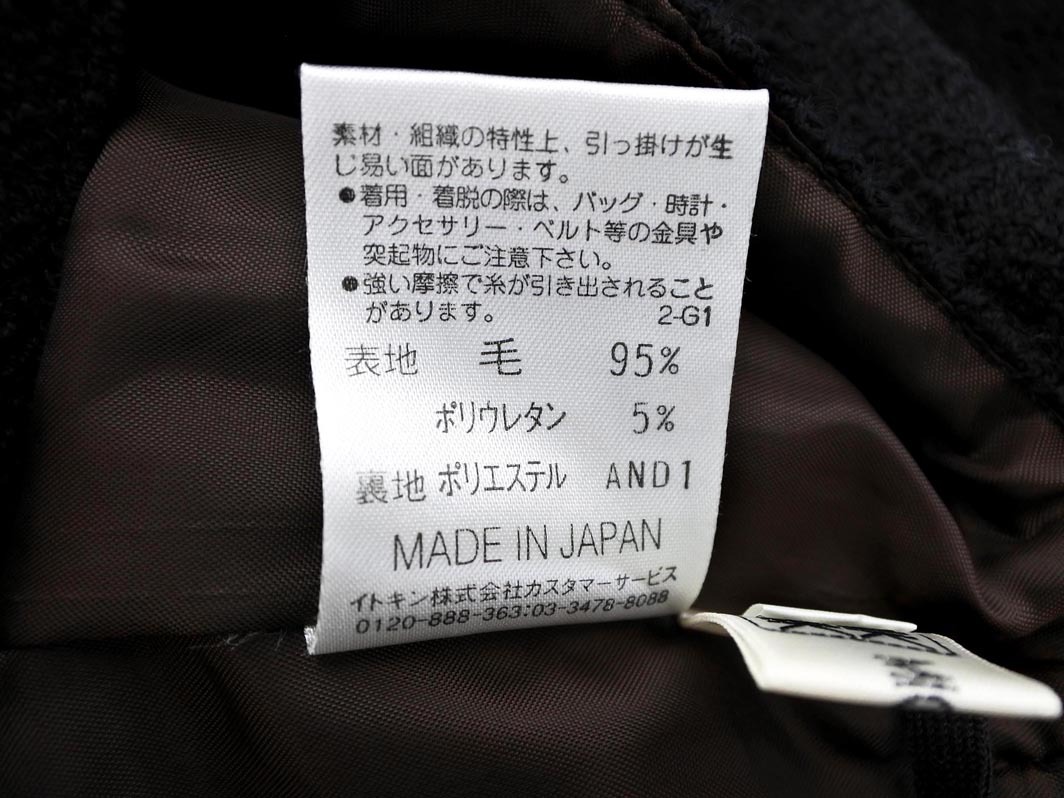 素材・組織の特性上、引っ掛けが生
じ易い面があります。
●着用・着脱の際は、バッグ・時計・
アクセサリー・ベルト等の金具や
突起物にご注意下さい。
●強い摩擦で糸が引き出されること
があります。 2-G1
表地 毛 95%
ポリウレタン 5%
裏地 ポリエステル AND1
MADE IN JAPAN
イトキン株式会社カスタマーサービス
0120-888-363:03-3478-8088